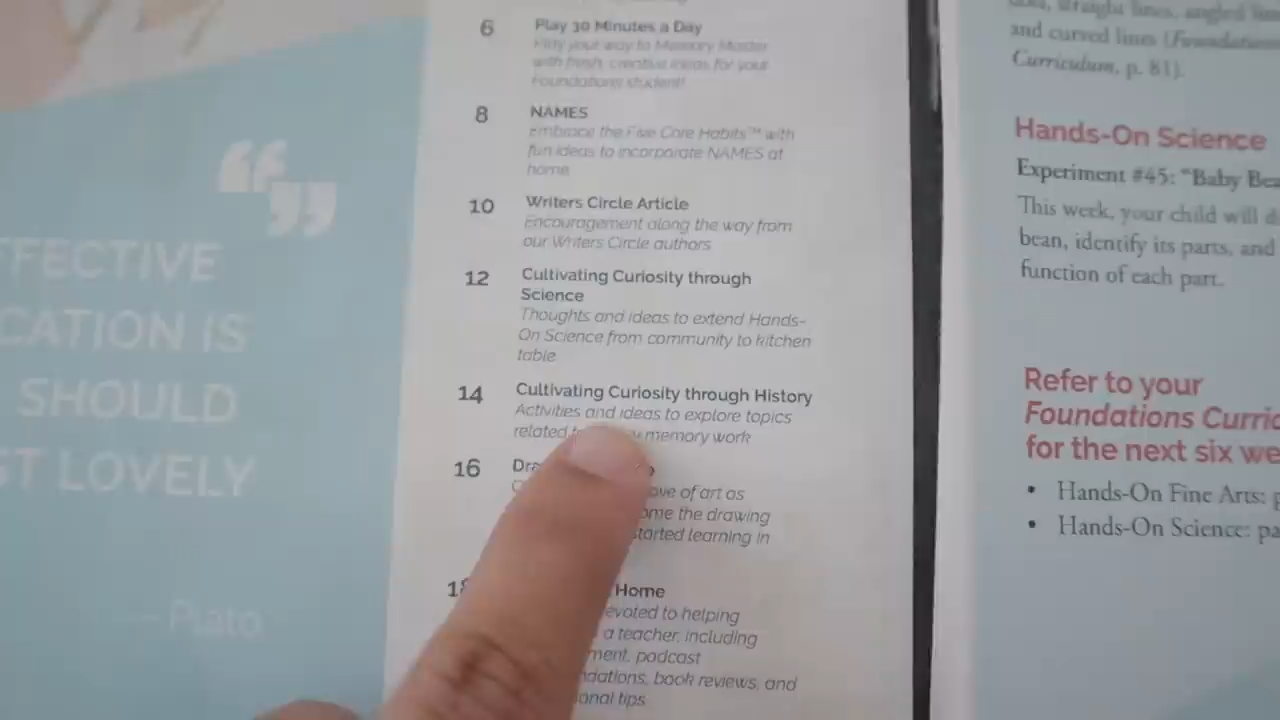 FFECTIVE
CATION IS
SHOULD
ST LOVELY
— Plato
6 Play 30 Minutes a Day
Play your way to Memory Master
with fresh, creative ideas for your
Foundations student!
8 NAMES
Embrace the Five Core Habits™ with
fun ideas to incorporate NAMES at
home
10 Writers Circle Article
Encouragement along the way from
our Writers Circle authors
12 Cultivating Curiosity through
Science
Thoughts and ideas to extend Hands-
On Science from community to kitchen
table
14 Cultivating Curiosity through History
Activities and ideas to explore topics
related memory work
16
ove of art as
ome the drawing
started learning in
Home
evoted to helping
a teacher, including
ment, podcast
ndations, book reviews, and
onal tips
straight lines, angled
and curved lines (Foundations
Curriculum, p. 81).
Hands-On Science
Experiment #45: "Baby Bea
This week, your child will d
bean, identify its parts, and
function of each part.
Refer to your
Foundations Curric
for the next six we
• Hands-On Fine Arts: p
• Hands-On Science: pa